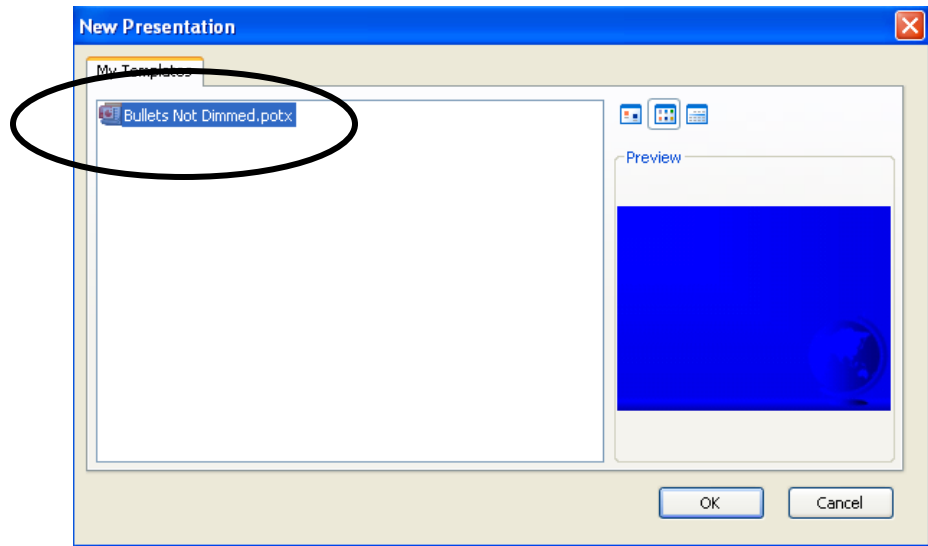 New Presentation
My Templates
Bullets Not Dimmed.potx
Preview
OK
Cancel